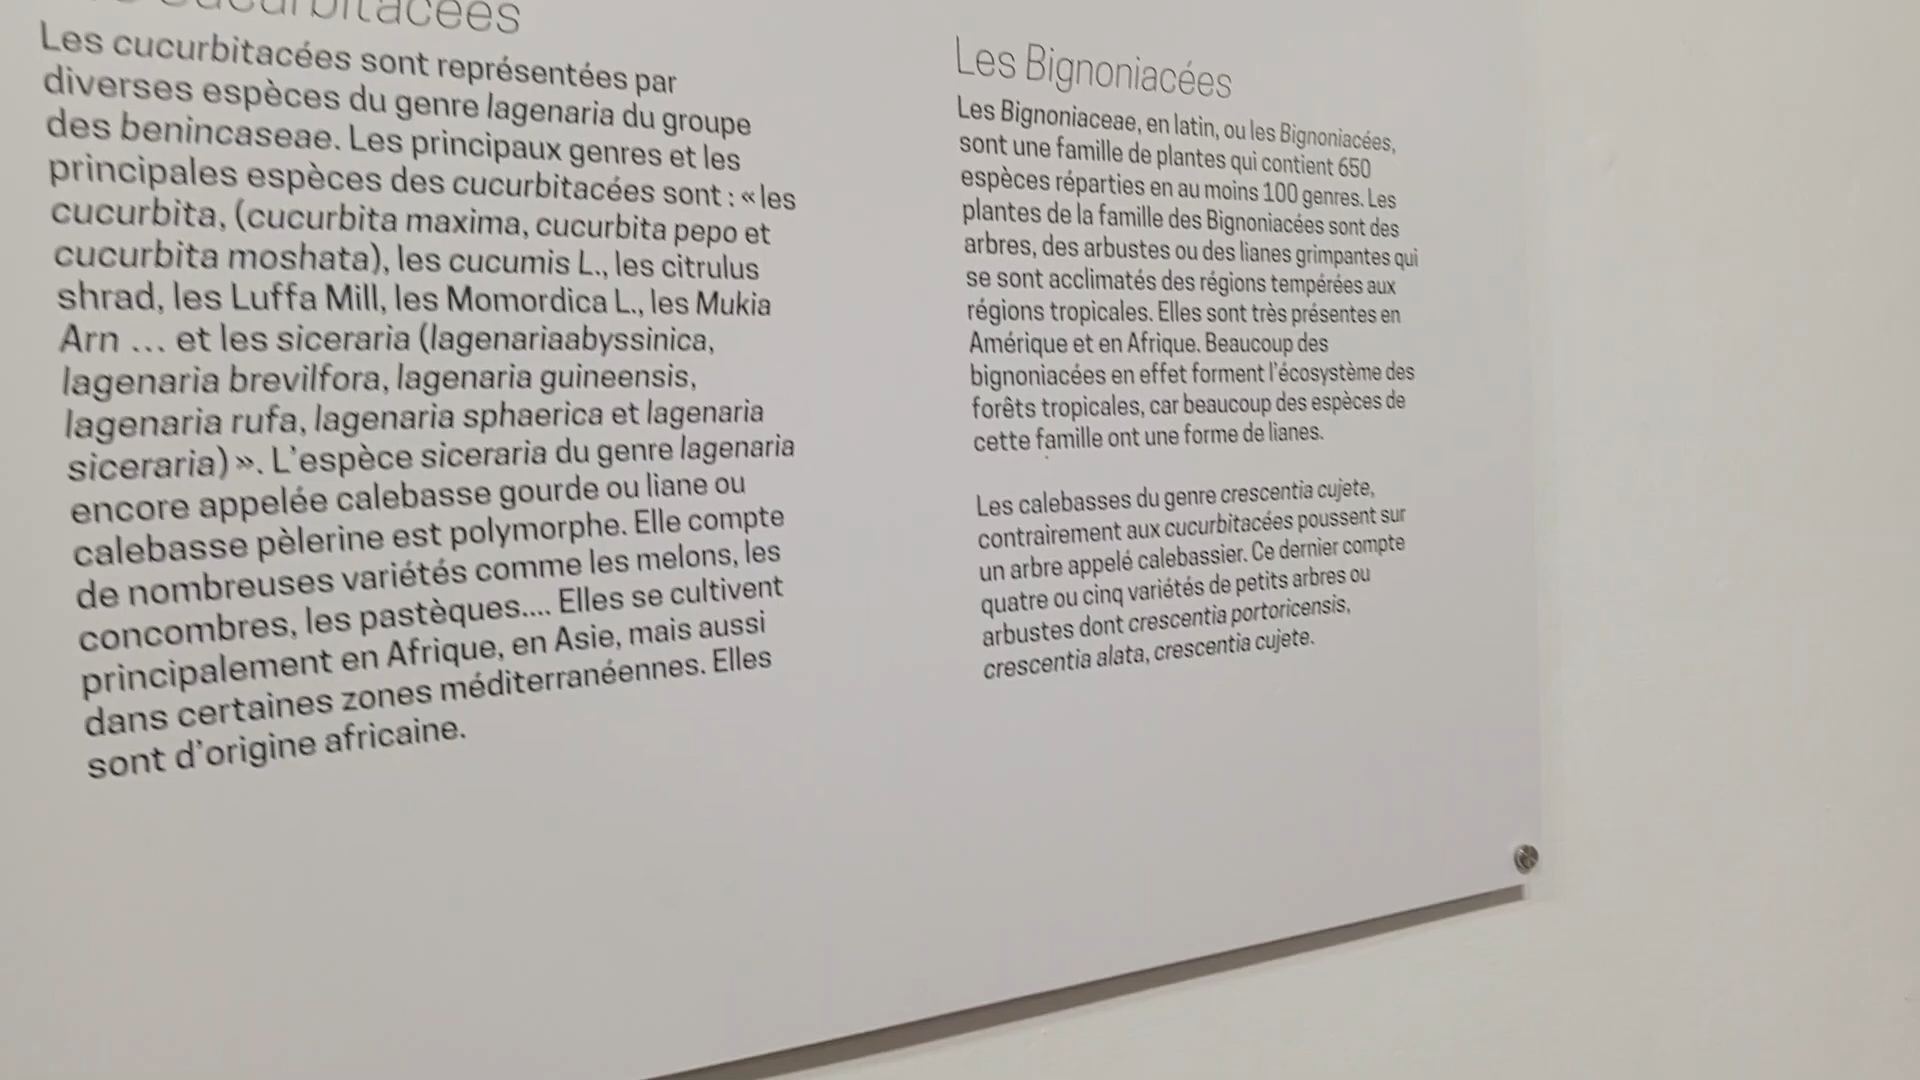 cucurbitacées
Les cucurbitacées sont représentées par
diverses espèces du genre lagenaria du groupe
des benincaseae. Les principaux genres et les
principales espèces des cucurbitacées sont : « les
cucurbita, (cucurbita maxima, cucurbita pepo et
cucurbita moshata), les cucumis L., les citrulus
shrad, les Luffa Mill, les Momordica L., les Mukia
Arn ... et les siceraria (lagenariaabyssinica,
lagenaria brevilfora, lagenaria guineensis,
lagenaria rufa, lagenaria sphaerica et lagenaria
siceraria) ». L'espèce siceraria du genre lagenaria
encore appelée calebasse gourde ou liane ou
calebasse pèlerine est polymorphe. Elle compte
de nombreuses variétés comme les melons, les
concombres, les pastèques.... Elles se cultivent
principalement en Afrique, en Asie, mais aussi
dans certaines zones méditerranéennes. Elles
sont d'origine africaine.
Les Bignoniacées
Les Bignoniaceae, en latin, ou les Bignoniacées,
sont une famille de plantes qui contient 650
espèces réparties en au moins 100 genres. Les
plantes de la famille des Bignoniacées sont des
arbres, des arbustes ou des lianes grimpantes qui
se sont acclimatés des régions tempérées aux
régions tropicales. Elles sont très présentes en
Amérique et en Afrique. Beaucoup des
bignoniacées en effet forment l'écosystème des
forêts tropicales, car beaucoup des espèces de
cette famille ont une forme de lianes.
Les calebasses du genre crescentia cujete,
contrairement aux cucurbitacées poussent sur
un arbre appelé calebassier. Ce dernier compte
quatre ou cinq variétés de petits arbres ou
arbustes dont crescentia portoricensis,
crescentia alata, crescentia cujete.